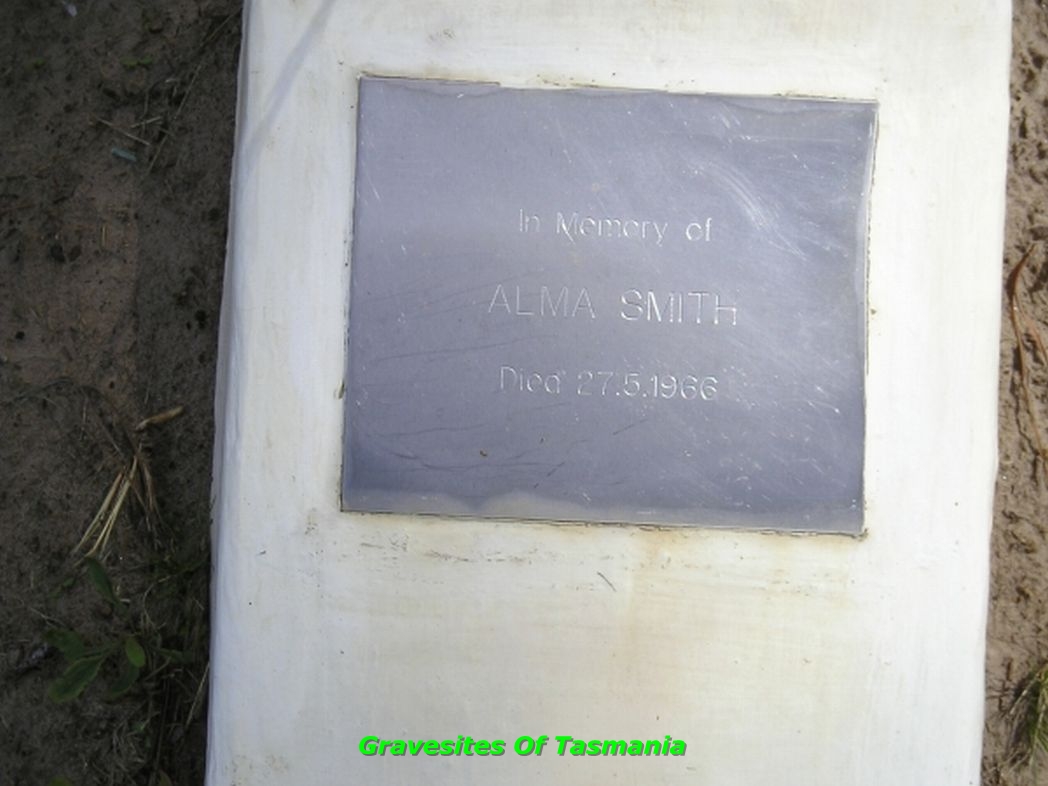 In Memory of
ALMA SMITH
Died 27.5.1966
Gravesites Of Tasmania